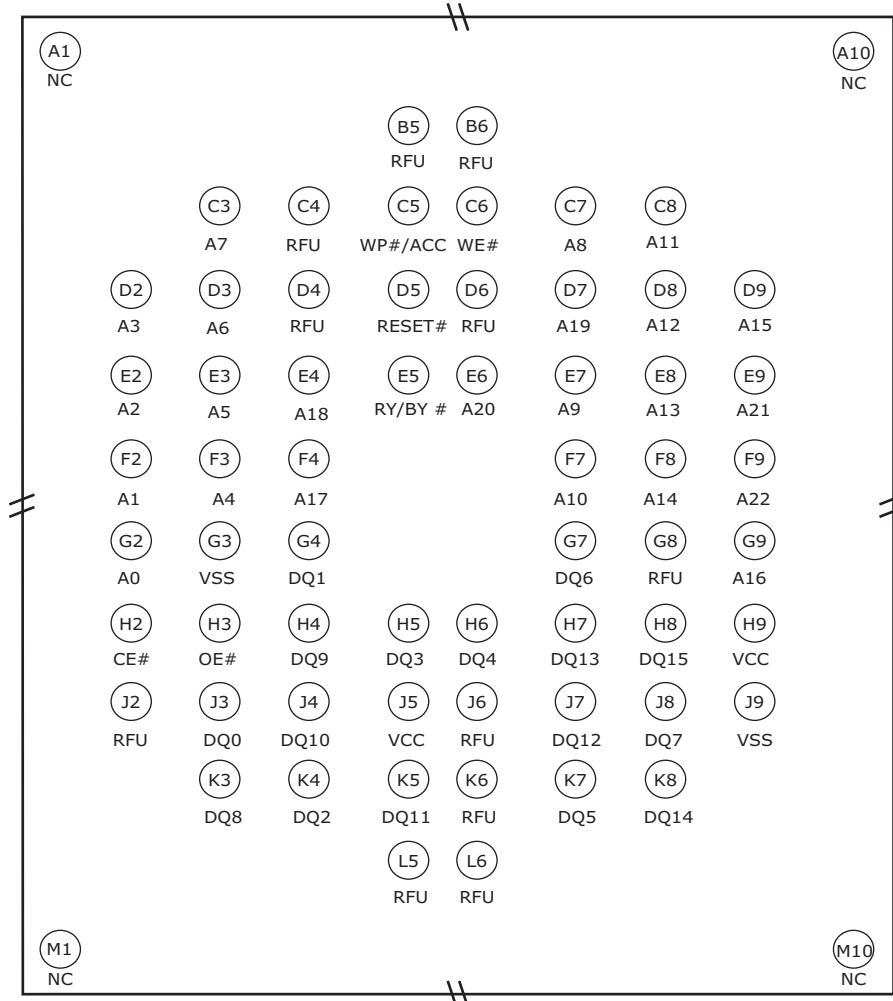 A1 A10
NC NC
B5 B6
RFU RFU
C3 C4 C5 C6 C7 C8
A7 RFU WP#/ACC WE# A8 A11
D2 D3 D4 D5 D6 D7 D8 D9
A3 A6 RFU RESET# RFU A19 A12 A15
E2 E3 E4 E5 E6 E7 E8 E9
A2 A5 A18 RY/BY # A20 A9 A13 A21
F2 F3 F4 F7 F8 F9
A1 A4 A17 A10 A14 A22
G2 G3 G4 G7 G8 G9
A0 VSS DQ1 DQ6 RFU A16
H2 H3 H4 H5 H6 H7 H8 H9
CE# OE# DQ9 DQ3 DQ4 DQ13 DQ15 VCC
J2 J3 J4 J5 J6 J7 J8 J9
RFU DQ0 DQ10 VCC RFU DQ12 DQ7 VSS
K3 K4 K5 K6 K7 K8
DQ8 DQ2 DQ11 RFU DQ5 DQ14
L5 L6
RFU RFU
M1 M10
NC NC